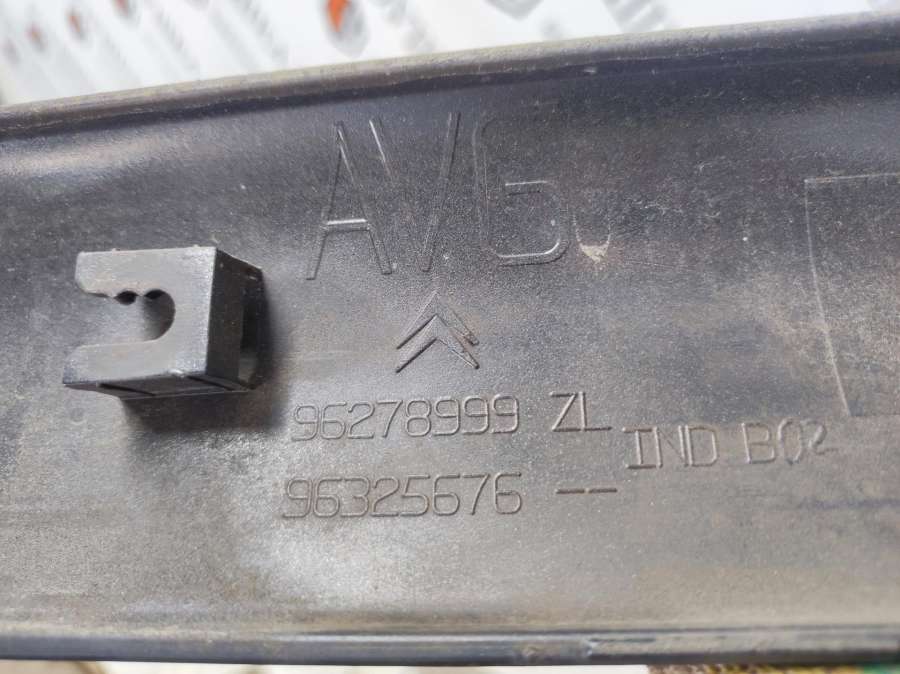 AVG
96278999 ZL
IND B02
96325676 --